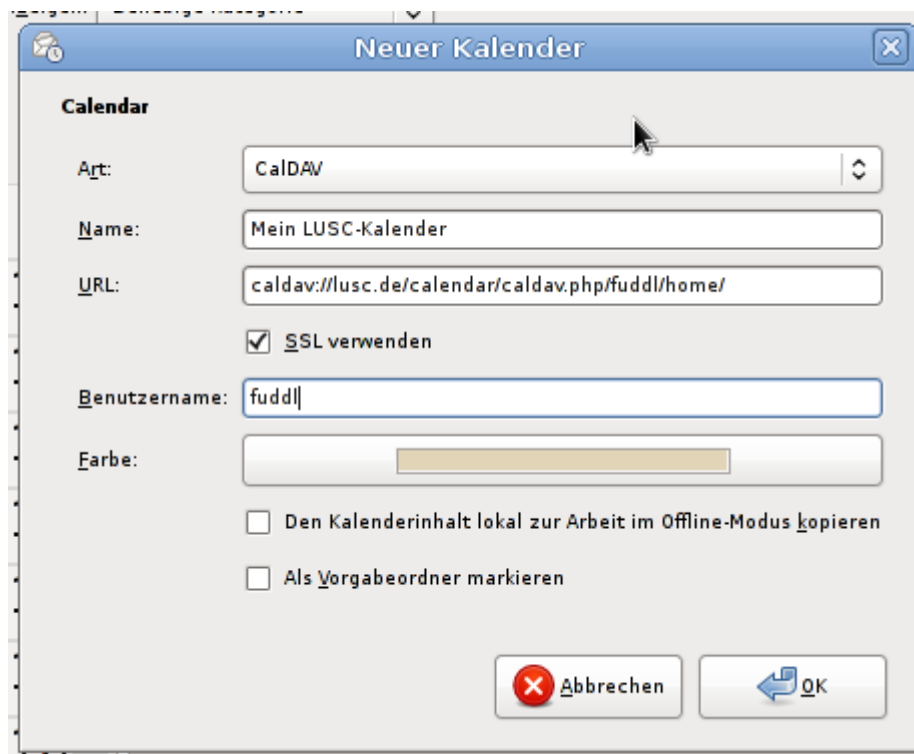 Neuer Kalender
Calendar
Art: CalDAV
Name: Mein LUSC-Kalender
URL: caldav://lusc.de/calendar/caldav.php/fuddl/home/
SSL verwenden
Benutzername: fuddl
Farbe:
Den Kalenderinhalt lokal zur Arbeit im Offline-Modus kopieren
Als Vorgabeordner markieren
Abbrechen OK